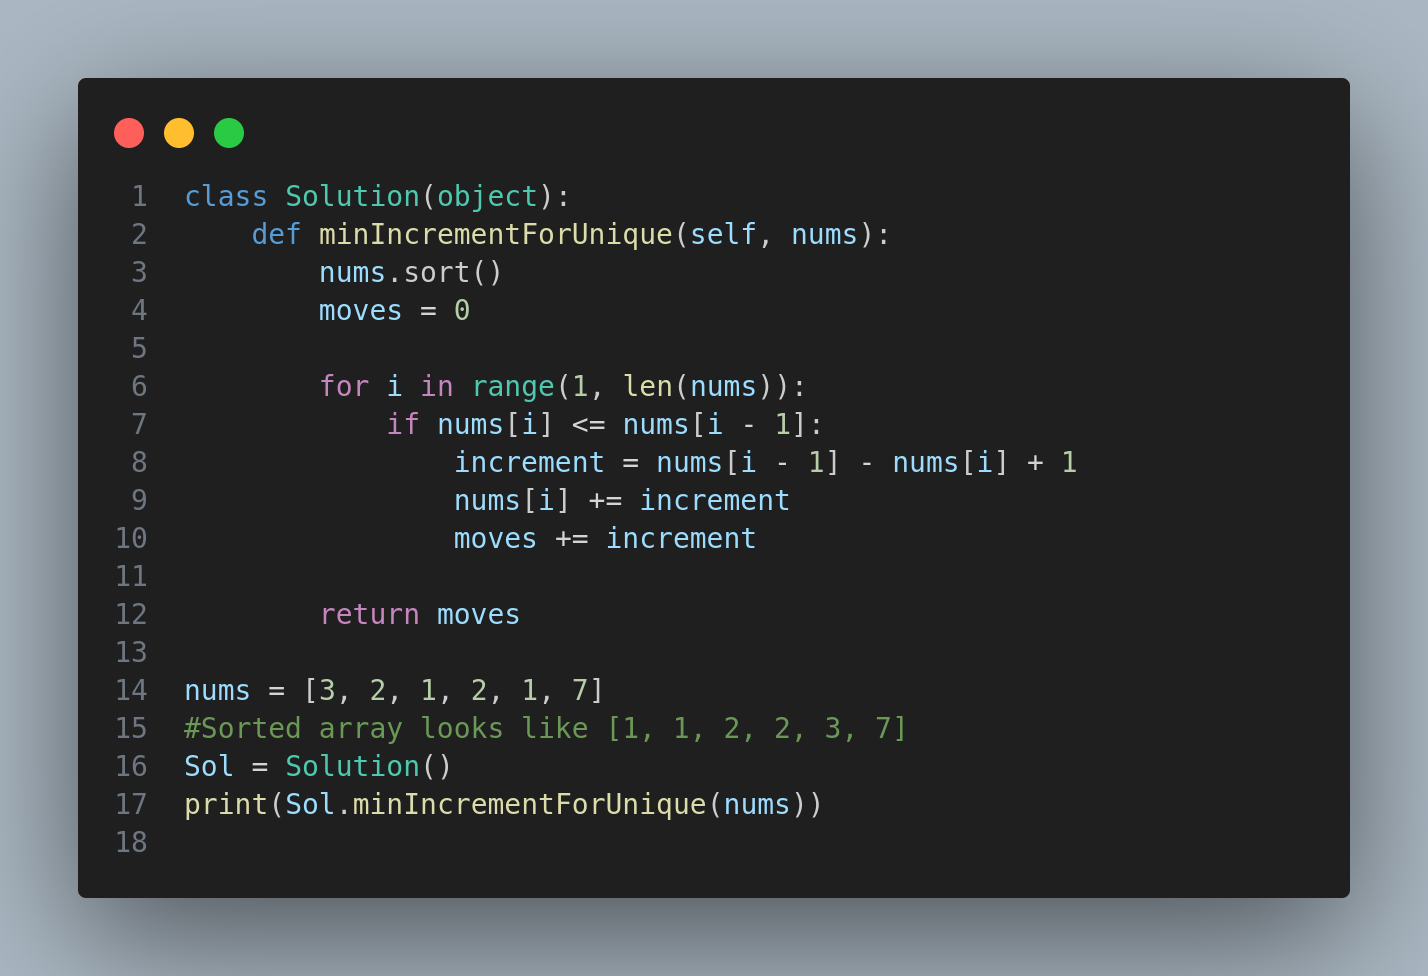 1 class Solution(object):
2     def minIncrementForUnique(self, nums):
3         nums.sort()
4         moves = 0
5
6         for i in range(1, len(nums)):
7             if nums[i] <= nums[i - 1]:
8                 increment = nums[i - 1] - nums[i] + 1
9                 nums[i] += increment
10                 moves += increment
11
12         return moves
13
14 nums = [3, 2, 1, 2, 1, 7]
15 #Sorted array looks like [1, 1, 2, 2, 3, 7]
16 Sol = Solution()
17 print(Sol.minIncrementForUnique(nums))
18